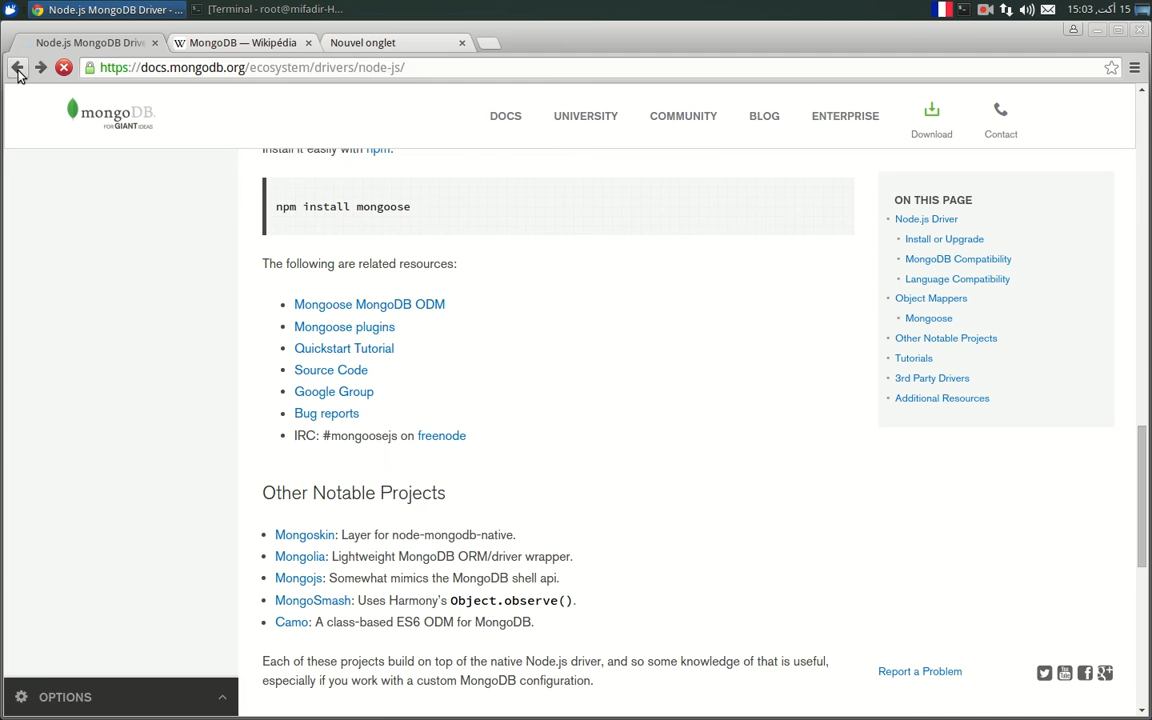 Node.js MongoDB Driver - ...
[Terminal - root@mifadir-H...
15 أكت, 15:03
Node.js MongoDB Drive
W MongoDB — Wikipédia
Nouvel onglet
https://docs.mongodb.org/ecosystem/drivers/node-js/
mongoDB.
FOR GIANT IDEAS
DOCS
UNIVERSITY
COMMUNITY
BLOG
ENTERPRISE
Download
Contact
Install it easily with npm.
npm install mongoose
The following are related resources:
• Mongoose MongoDB ODM
• Mongoose plugins
• Quickstart Tutorial
• Source Code
• Google Group
• Bug reports
• IRC: #mongoosejs on freenode
Other Notable Projects
• Mongoskin: Layer for node-mongodb-native.
• Mongolia: Lightweight MongoDB ORM/driver wrapper.
• Mongojs: Somewhat mimics the MongoDB shell api.
• MongoSmash: Uses Harmony's Object.observe().
• Camo: A class-based ES6 ODM for MongoDB.
Each of these projects build on top of the native Node.js driver, and so some knowledge of that is useful,
especially if you work with a custom MongoDB configuration.
ON THIS PAGE
• Node.js Driver
• Install or Upgrade
• MongoDB Compatibility
• Language Compatibility
• Object Mappers
• Mongoose
• Other Notable Projects
• Tutorials
• 3rd Party Drivers
• Additional Resources
Report a Problem
OPTIONS